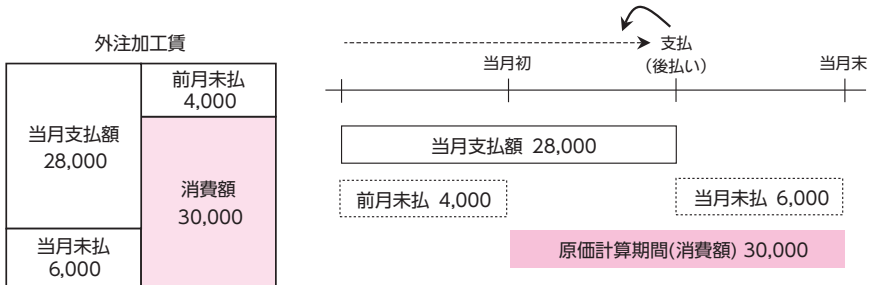 外注加工賃
前月未払
4,000
当月支払額
28,000
消費額
30,000
当月未払
6,000
支払
(後払い)
当月初
当月末
当月支払額 28,000
前月未払 4,000
当月未払 6,000
原価計算期間(消費額) 30,000